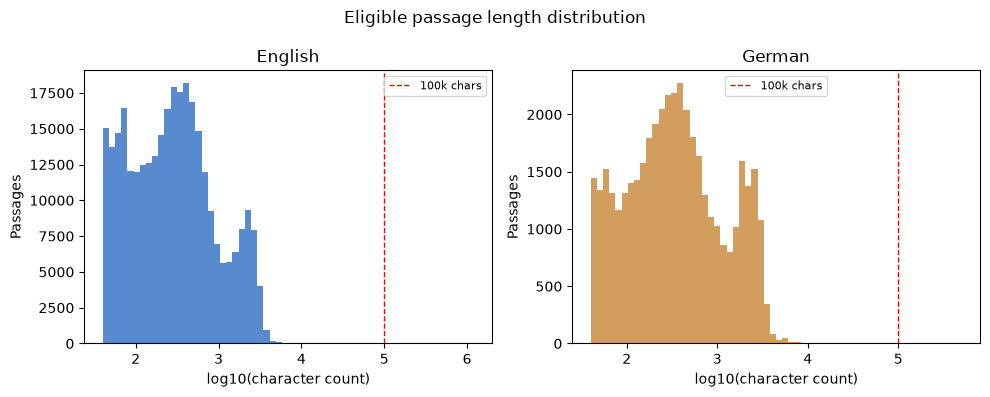 Eligible passage length distribution
English
17500
15000
12500
10000
7500
5000
2500
0
Passages
2 3 4 5 6
log10(character count)
100k chars
German
2000
1500
1000
500
0
Passages
2 3 4 5
log10(character count)
100k chars